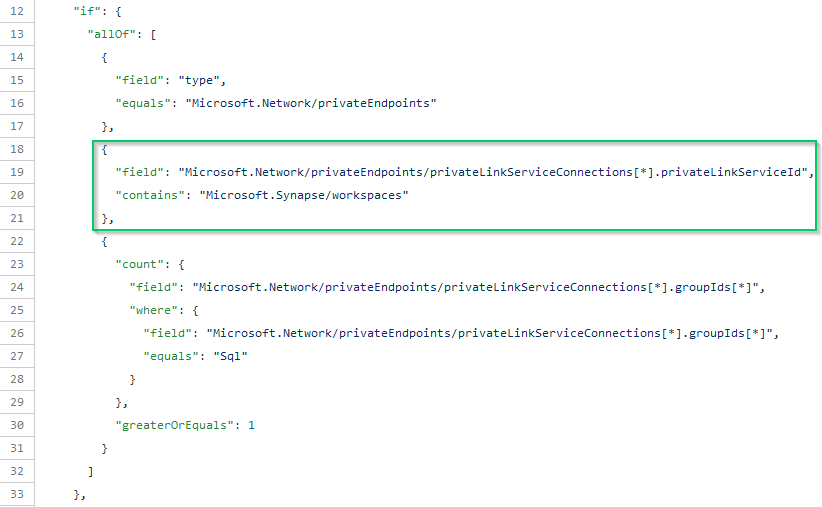 12 "if": {
13 "allOf": [
14 {
15 "field": "type",
16 "equals": "Microsoft.Network/privateEndpoints"
17 },
18 {
19 "field": "Microsoft.Network/privateEndpoints/privateLinkServiceConnections[*].privateLinkServiceId",
20 "contains": "Microsoft.Synapse/workspaces"
21 },
22 {
23 "count": {
24 "field": "Microsoft.Network/privateEndpoints/privateLinkServiceConnections[*].groupIds[*]",
25 "where": {
26 "field": "Microsoft.Network/privateEndpoints/privateLinkServiceConnections[*].groupIds[*]",
27 "equals": "Sql"
28 }
29 },
30 "greaterOrEquals": 1
31 }
32 ]
33 },